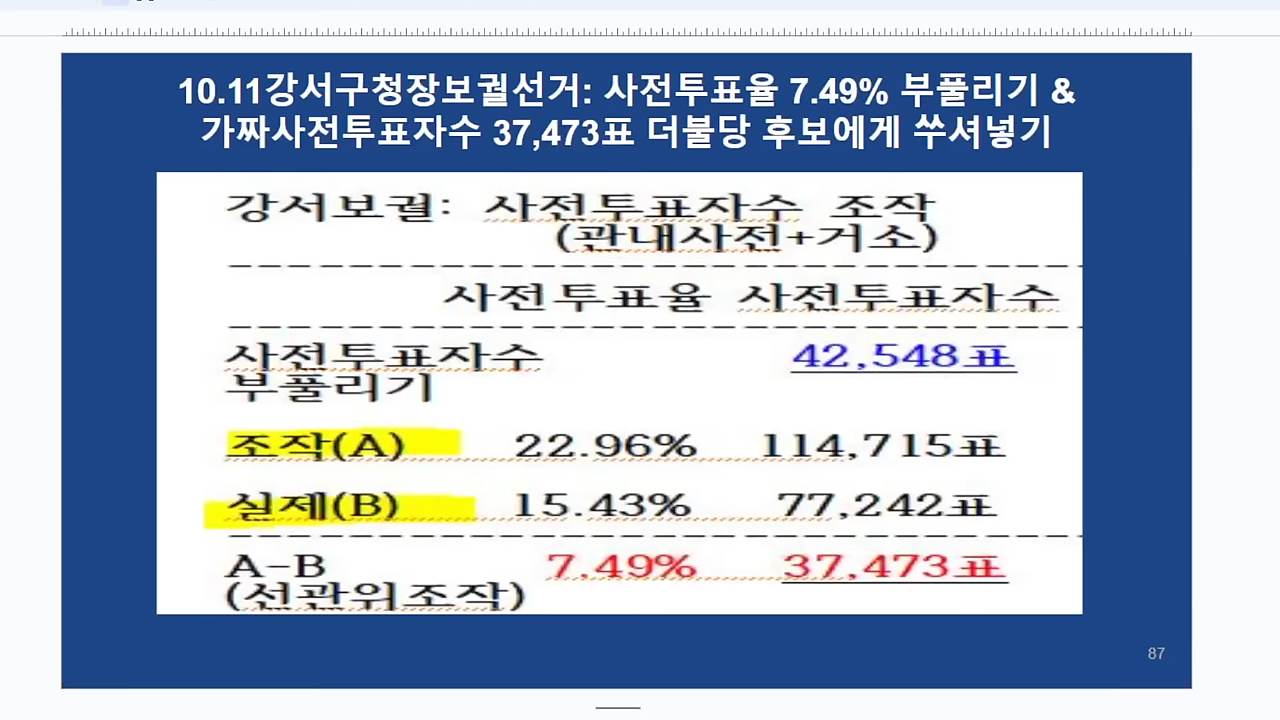 10.11강서구청장보궐선거: 사전투표율 7.49% 부풀리기 &
가짜사전투표자수 37,473표 더불당 후보에게 쑤셔넣기
강서보궐: 사전투표자수 조작
(관내사전+거소)
사전투표율 사전투표자수
사전투표자수 42,548표
부풀리기
조작(A) 22.96% 114,715표
실제(B) 15.43% 77,242표
A-B 7.49% 37,473표
(선관위조작)
87